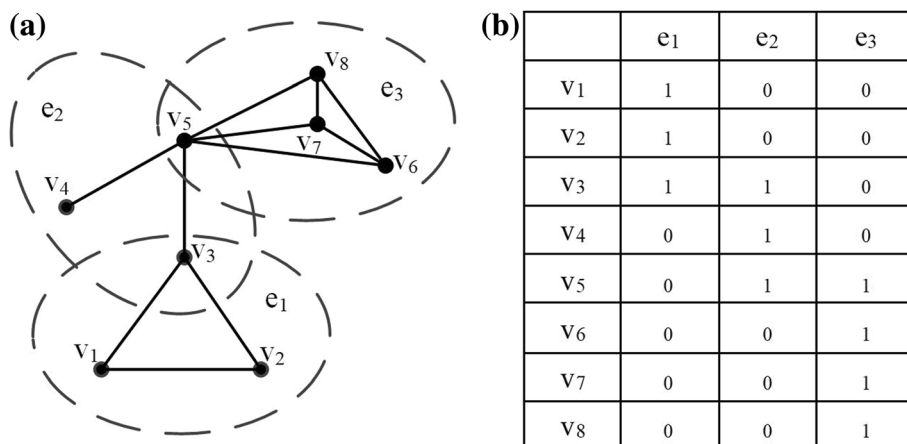 (a)
v₈
e₃
e₂
v₅
v₇
v₆
v₄
v₃
e₁
v₁
v₂
(b)
e₁ e₂ e₃
v₁ 1 0 0
v₂ 1 0 0
v₃ 1 1 0
v₄ 0 1 0
v₅ 0 1 1
v₆ 0 0 1
v₇ 0 0 1
v₈ 0 0 1